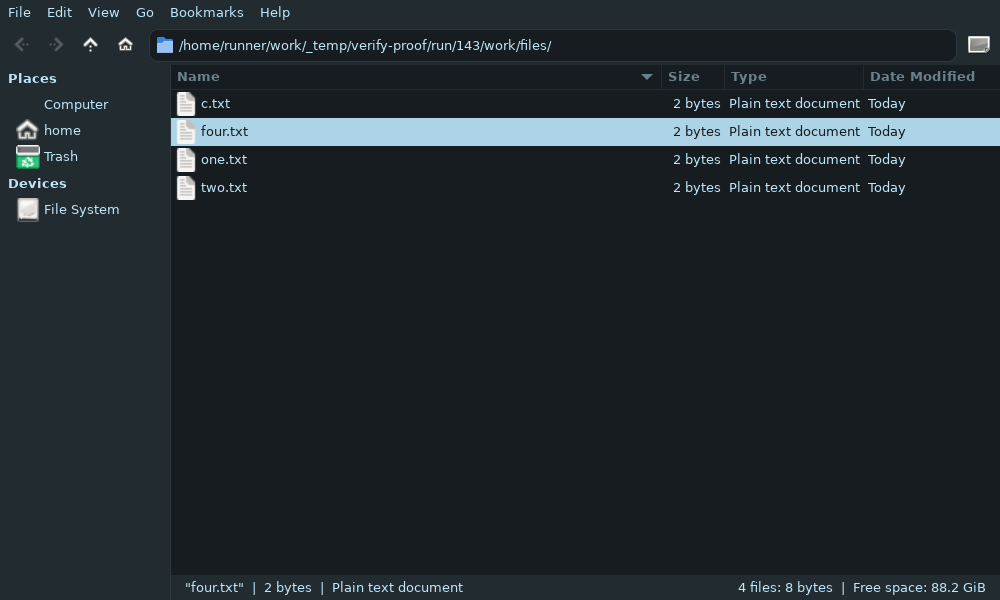 File Edit View Go Bookmarks Help
/home/runner/work/_temp/verify-proof/run/143/work/files/
Places
Computer
home
Trash
Devices
File System
Name Size Type Date Modified
c.txt 2 bytes Plain text document Today
four.txt 2 bytes Plain text document Today
one.txt 2 bytes Plain text document Today
two.txt 2 bytes Plain text document Today
"four.txt" | 2 bytes | Plain text document 4 files: 8 bytes | Free space: 88.2 GiB